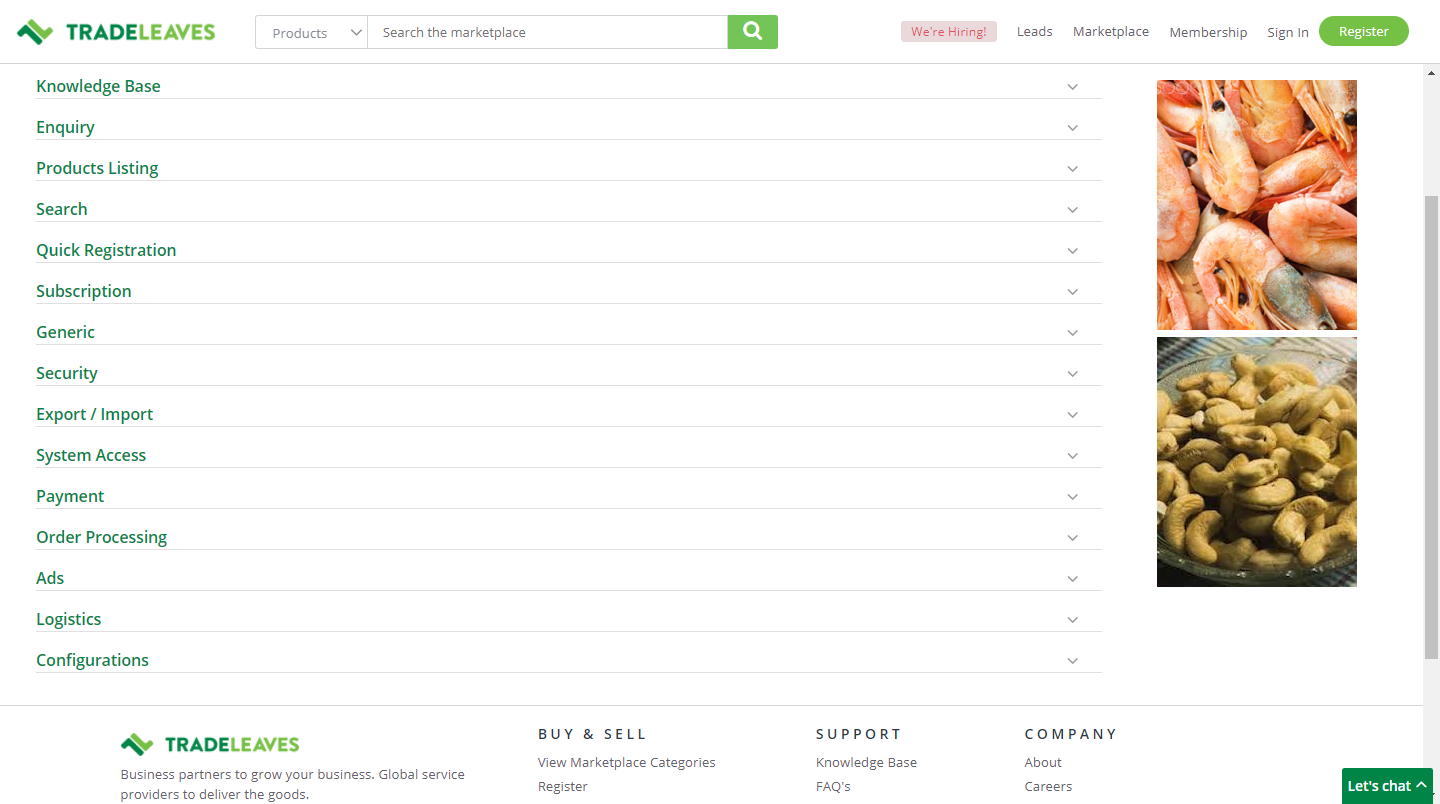 TRADELEAVES
Products
Search the marketplace
We're Hiring!
Leads
Marketplace
Membership
Sign In
Register
Knowledge Base
Enquiry
Products Listing
Search
Quick Registration
Subscription
Generic
Security
Export / Import
System Access
Payment
Order Processing
Ads
Logistics
Configurations
TRADELEAVES
Business partners to grow your business. Global service
providers to deliver the goods.
BUY & SELL
View Marketplace Categories
Register
SUPPORT
Knowledge Base
FAQ's
COMPANY
About
Careers
Let's chat